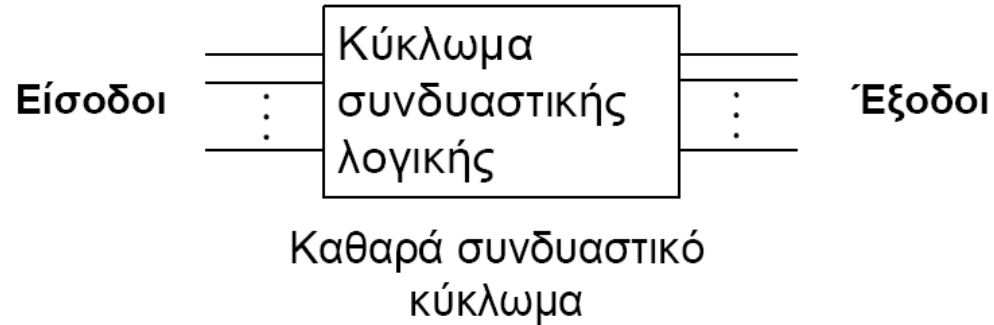 Κύκλωμα
συνδυαστικής
λογικής
Είσοδοι
Έξοδοι
Καθαρά συνδυαστικό
κύκλωμα